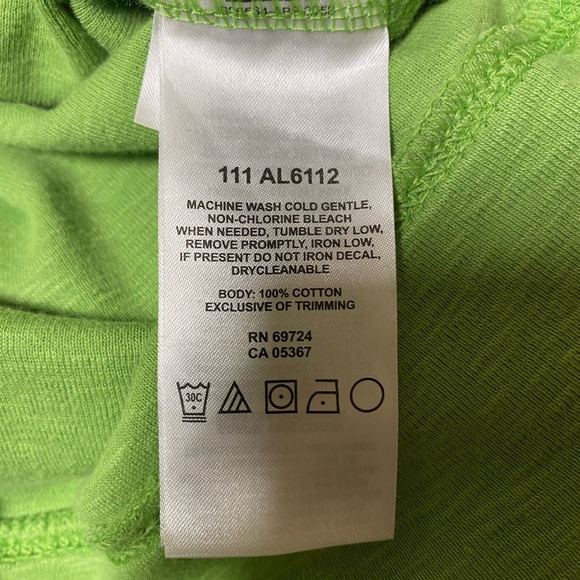 111 AL6112
MACHINE WASH COLD GENTLE,
NON-CHLORINE BLEACH
WHEN NEEDED, TUMBLE DRY LOW,
REMOVE PROMPTLY, IRON LOW,
IF PRESENT DO NOT IRON DECAL,
DRYCLEANABLE
BODY: 100% COTTON
EXCLUSIVE OF TRIMMING
RN 69724
CA 05367
30C